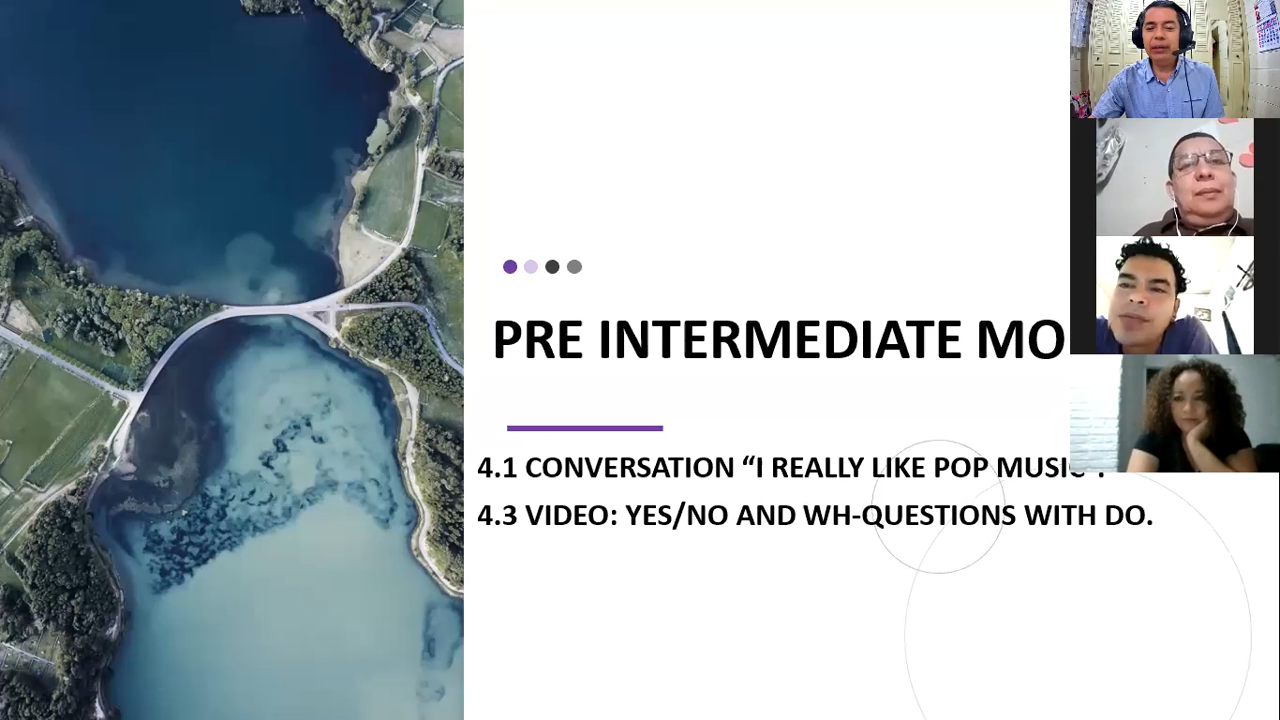 PRE INTERMEDIATE MO
4.1 CONVERSATION “I REALLY LIKE POP MUSIC”.
4.3 VIDEO: YES/NO AND WH-QUESTIONS WITH DO.